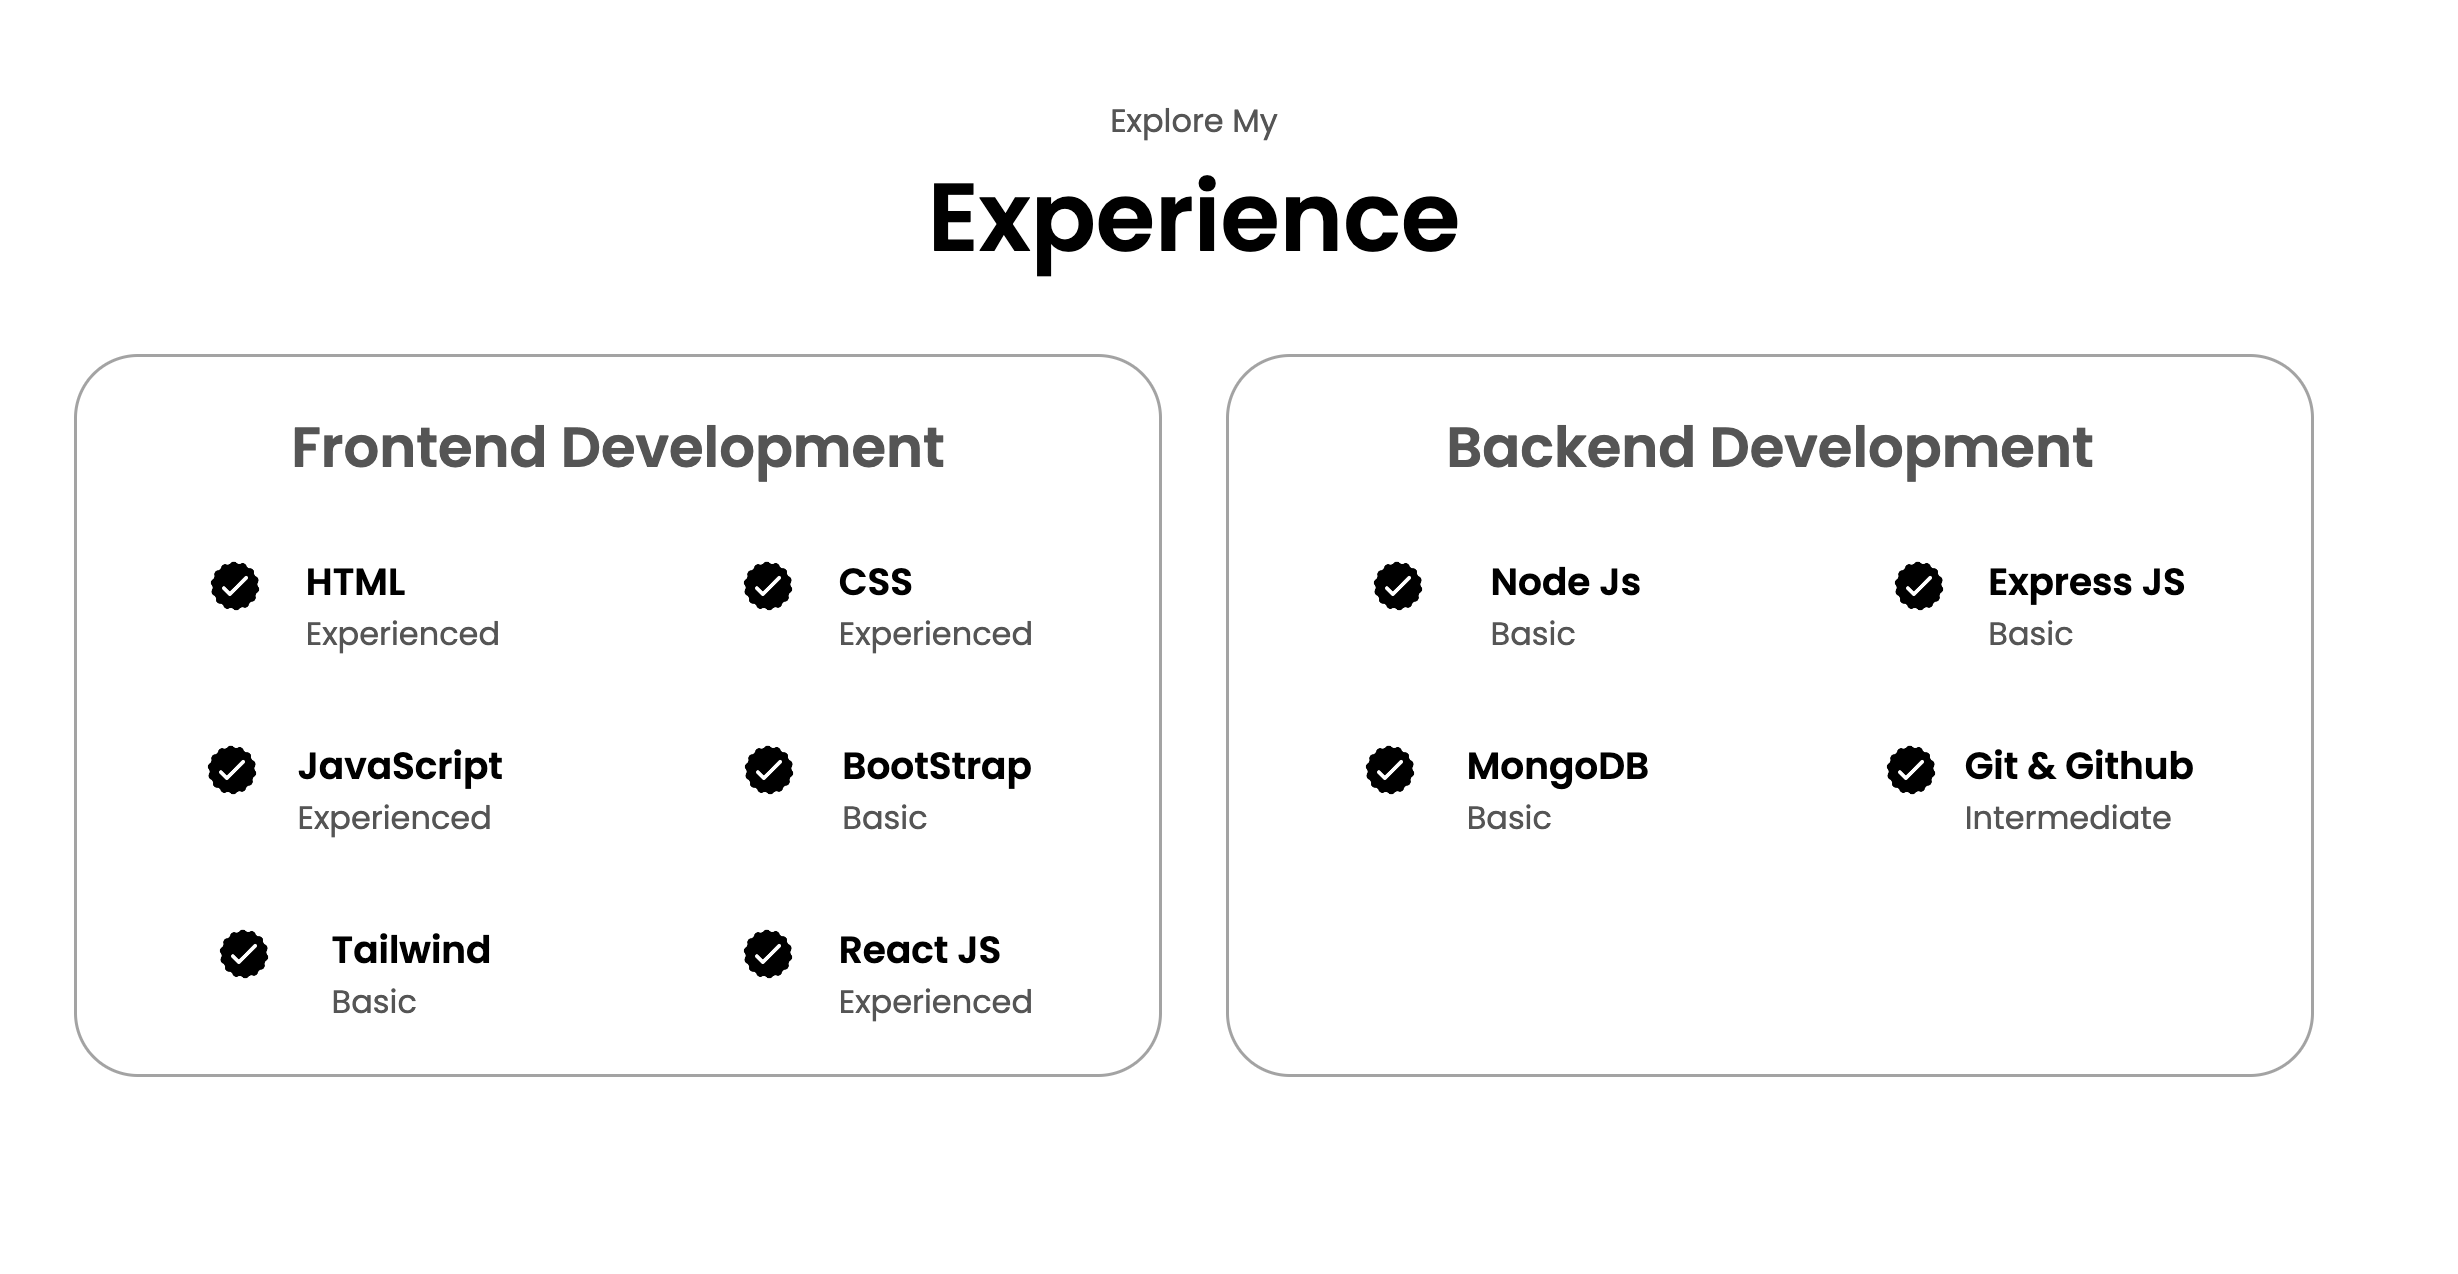 Explore My
Experience
Frontend Development
HTML
Experienced
CSS
Experienced
JavaScript
Experienced
BootStrap
Basic
Tailwind
Basic
React JS
Experienced
Backend Development
Node Js
Basic
Express JS
Basic
MongoDB
Basic
Git & Github
Intermediate